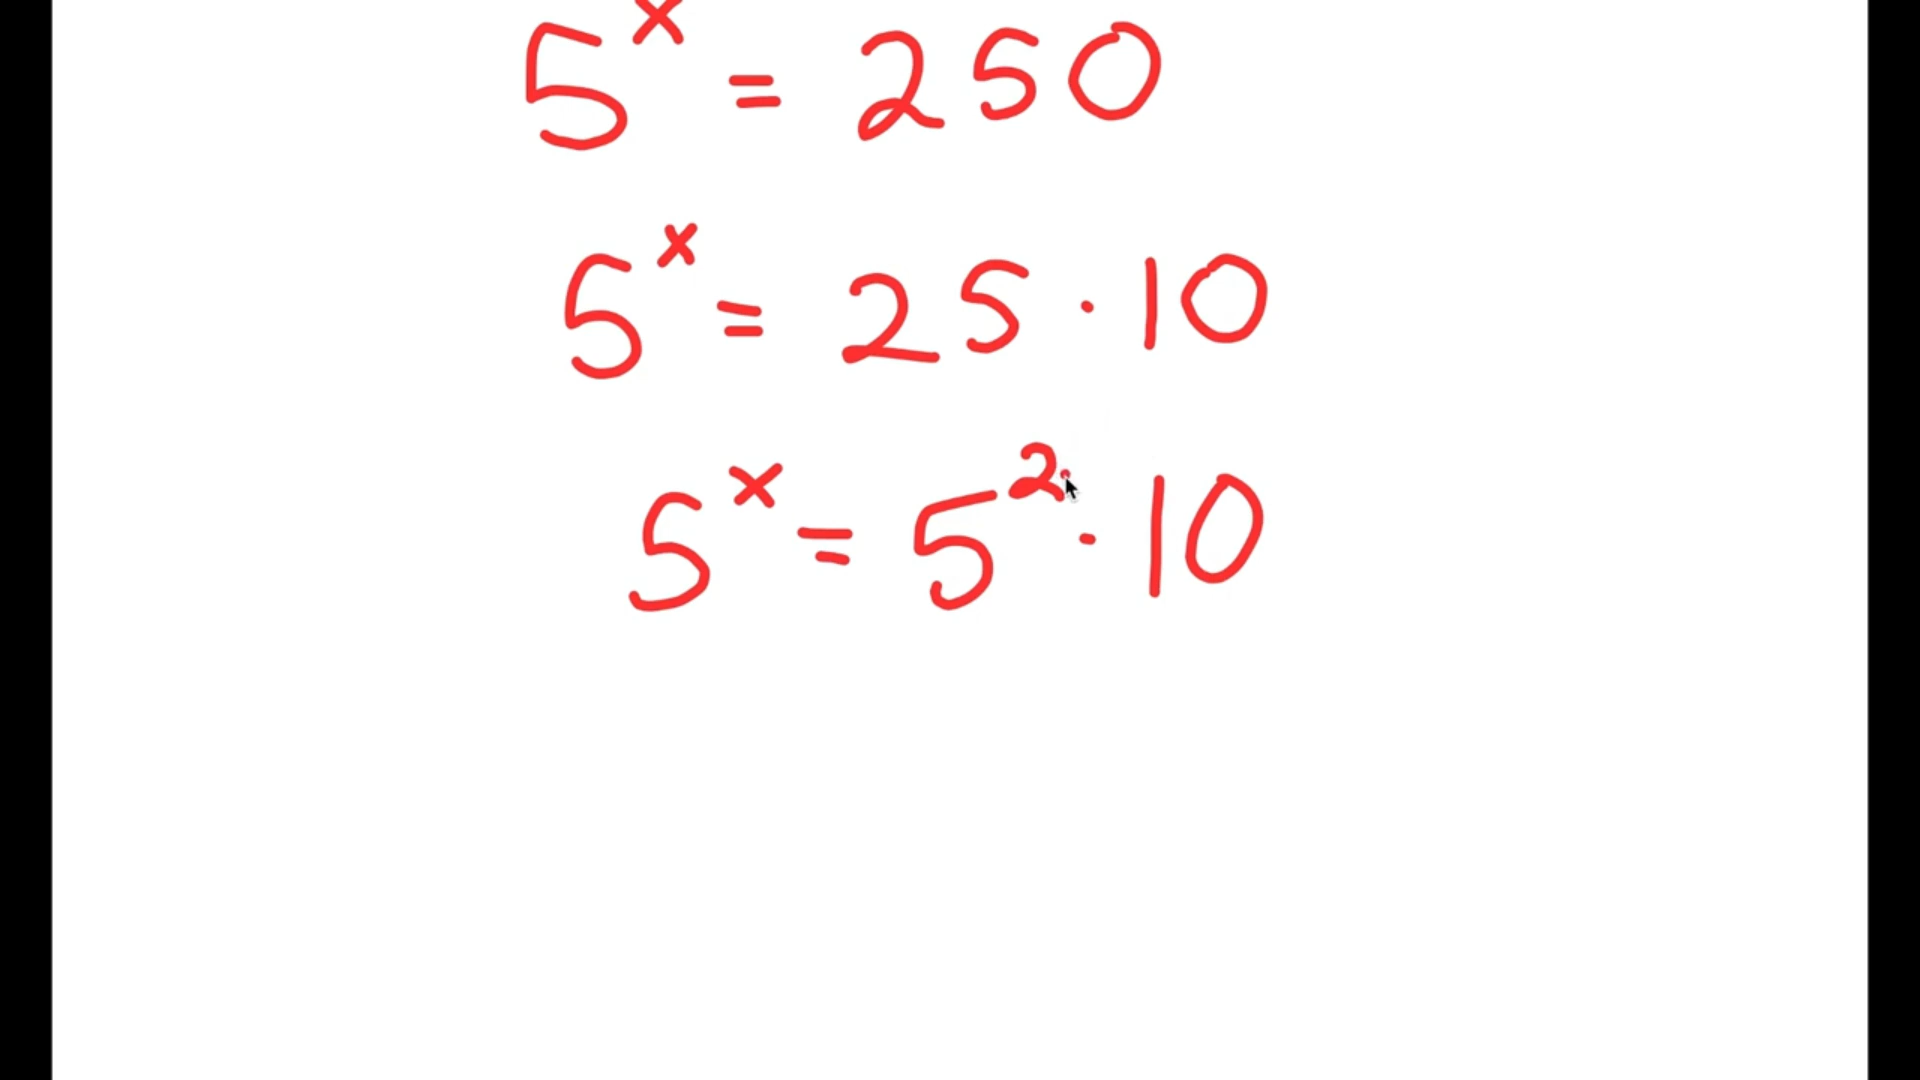 5^x = 250
5^x = 25 · 10
5^x = 5^2 · 10